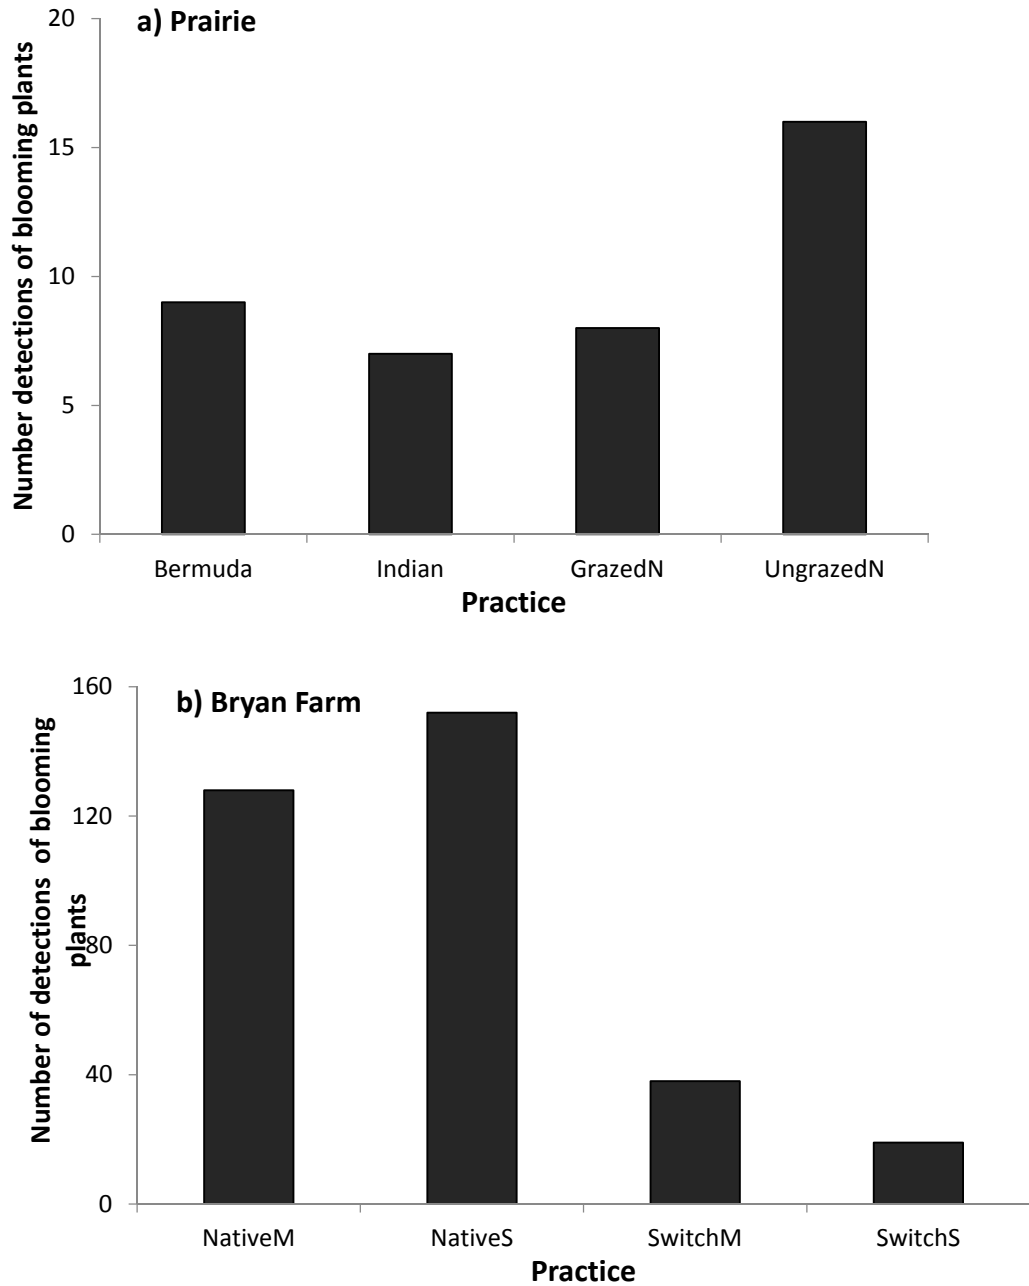 a) Prairie
Number detections of blooming plants
20
15
10
5
0
Bermuda Indian GrazedN UngrazedN
Practice
b) Bryan Farm
Number of detections of blooming
plants
160
120
80
40
0
NativeM NativeS SwitchM SwitchS
Practice